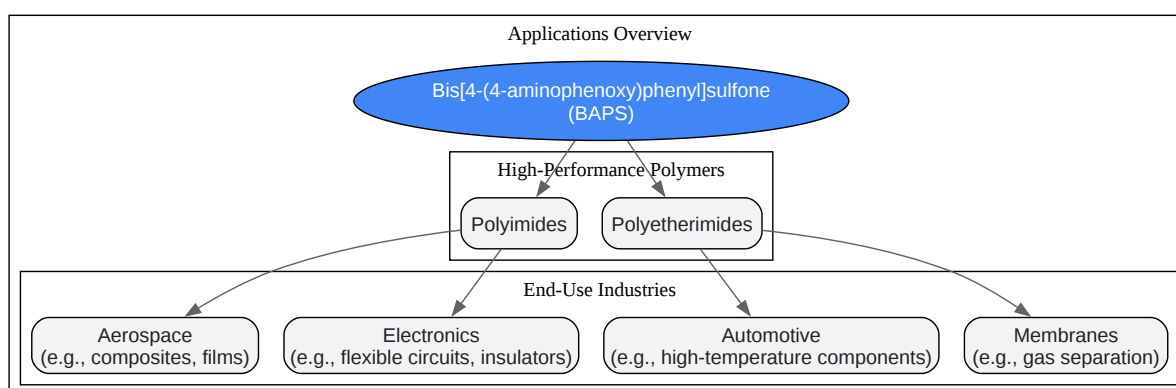 Applications Overview
Bis[4-(4-aminophenoxy)phenyl]sulfone
(BAPS)
High-Performance Polymers
Polyimides
Polyetherimides
End-Use Industries
Aerospace
(e.g., composites, films)
Electronics
(e.g., flexible circuits, insulators)
Automotive
(e.g., high-temperature components)
Membranes
(e.g., gas separation)